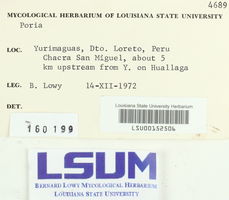 4689
MYCOLOGICAL HERBARIUM OF LOUISIANA STATE UNIVERSITY
Poria
LOC. Yurimaguas, Dto. Loreto, Peru
Chacra San Miguel, about 5
km upstream from Y. on Huallaga
LEG. B. Lowy 14-XII-1972
DET.
Louisiana State University Herbarium
LSU00152506
160199
LSUM
BERNARD LOWY MYCOLOGICAL HERBARIUM
LOUISIANA STATE UNIVERSITY